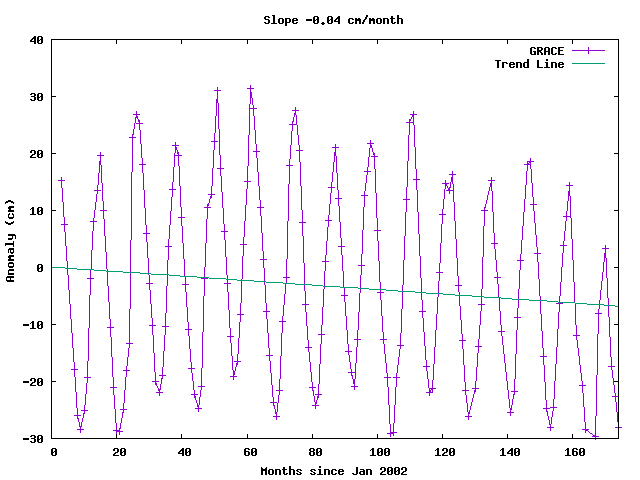 Slope -0.04 cm/month
40
30
20
10
0
-10
-20
-30
Anomaly (cm)
GRACE
Trend Line
0 20 40 60 80 100 120 140 160
Months since Jan 2002